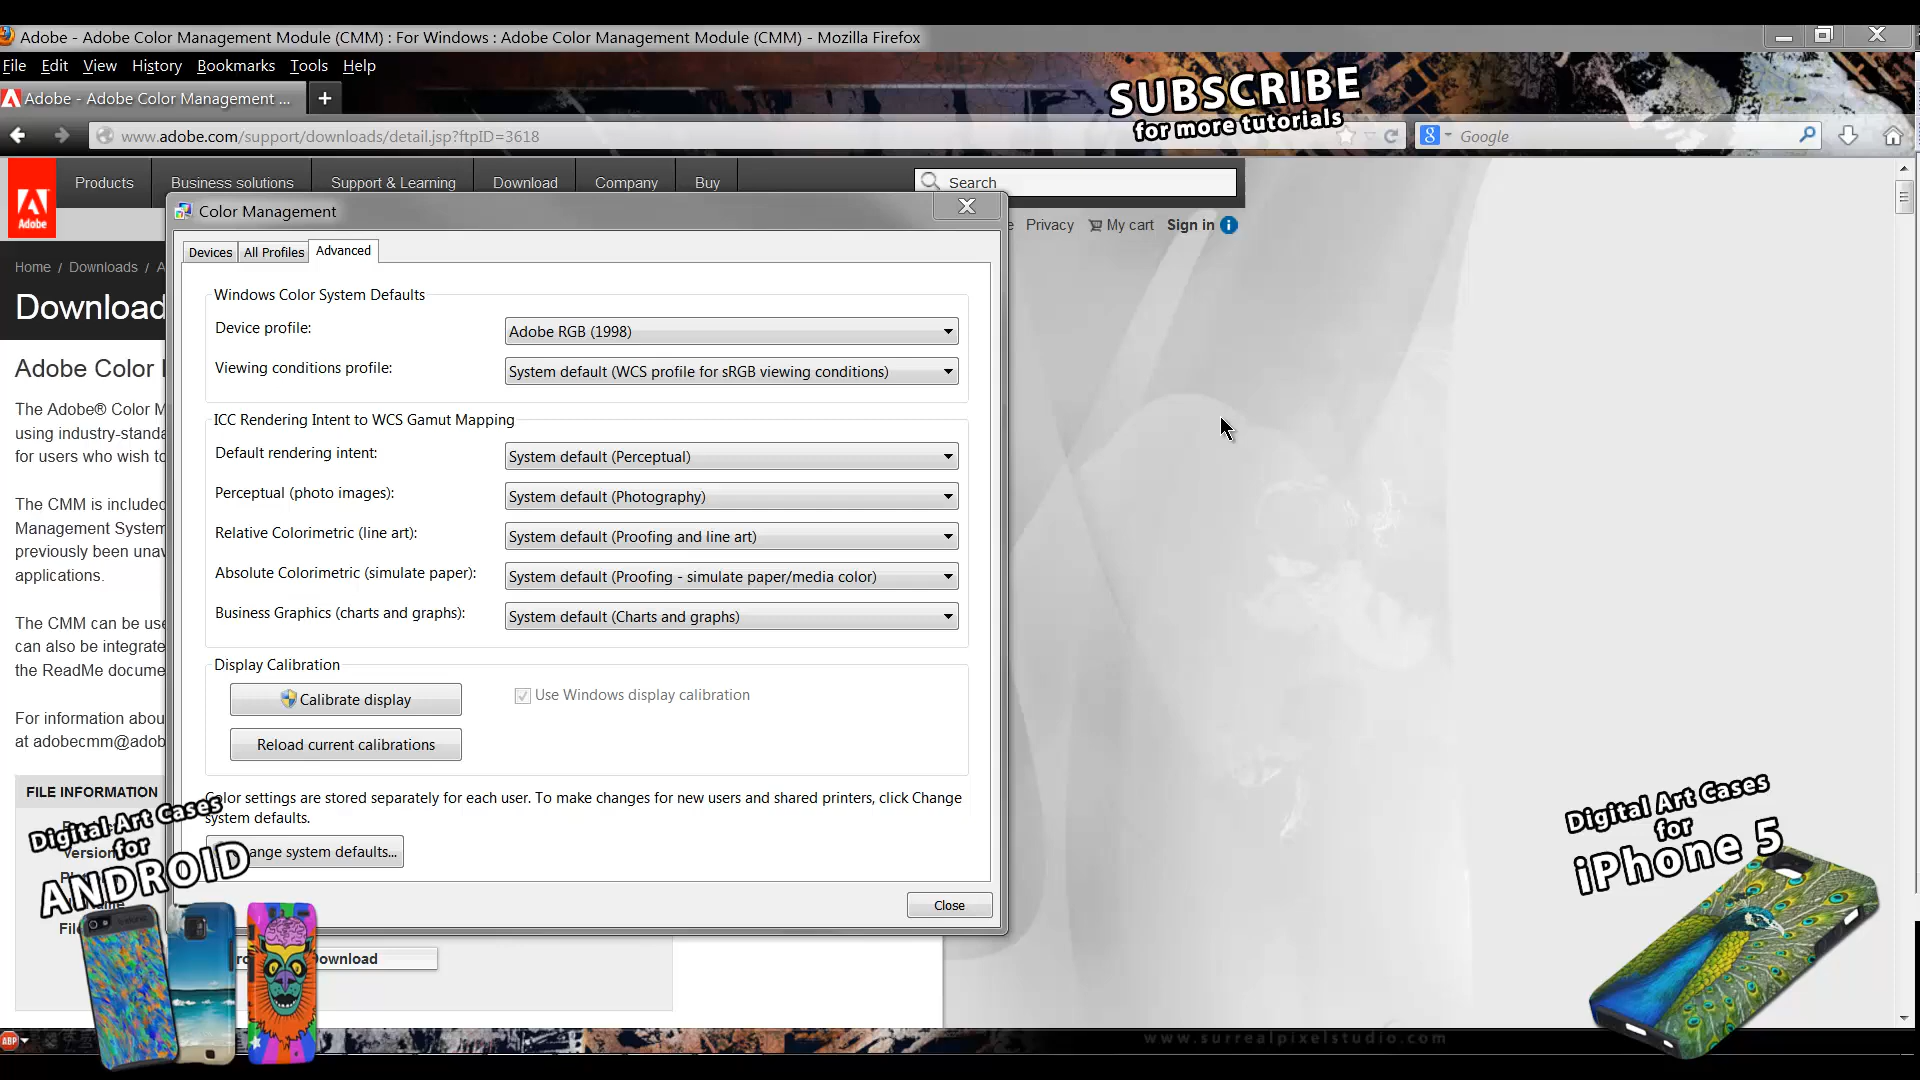 Adobe - Adobe Color Management Module (CMM) : For Windows : Adobe Color Management Module (CMM) - Mozilla Firefox
File Edit View History Bookmarks Tools Help
SUBSCRIBE
for more tutorials
Adobe - Adobe Color Management ... +
www.adobe.com/support/downloads/detail.jsp?ftpID=3618
Google
Adobe
Products Business solutions Support & Learning Download Company Buy
Search
Privacy My cart Sign in i
Home / Downloads / A
Download
Adobe Color
The Adobe® Color M
using industry-standa
for users who wish to
The CMM is included
Management System
previously been unav
applications.
The CMM can be use
can also be integrate
the ReadMe docume
For information abou
at adobecmm@adob
FILE INFORMATION
Version
File
Download
Color Management
Devices All Profiles Advanced
Windows Color System Defaults
Device profile: Adobe RGB (1998)
Viewing conditions profile: System default (WCS profile for sRGB viewing conditions)
ICC Rendering Intent to WCS Gamut Mapping
Default rendering intent: System default (Perceptual)
Perceptual (photo images): System default (Photography)
Relative Colorimetric (line art): System default (Proofing and line art)
Absolute Colorimetric (simulate paper): System default (Proofing - simulate paper/media color)
Business Graphics (charts and graphs): System default (Charts and graphs)
Display Calibration
Calibrate display Use Windows display calibration
Reload current calibrations
Color settings are stored separately for each user. To make changes for new users and shared printers, click Change
system defaults.
ange system defaults...
Close
Digital Art Cases
for
ANDROID
Digital Art Cases
for
iPhone 5
ABP
www.surrealpixelstudio.com